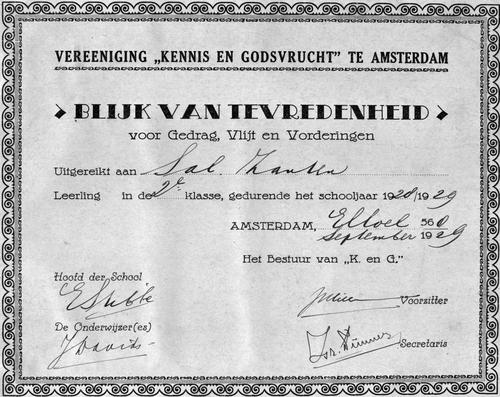 VEREENIGING „KENNIS EN GODSVRUCHT" TE AMSTERDAM
BLIJK VAN TEVREDENHEID
voor Gedrag, Vlijt en Vorderingen
Uitgereikt aan Sal.
Leerling in de 2e klasse, gedurende het schooljaar 1928/1929
AMSTERDAM, Elloel 560
September 1929
Het Bestuur van „K. en G."
Hoofd der School
Voorzitter
De Onderwijzer(es)
J Davids
Secretaris